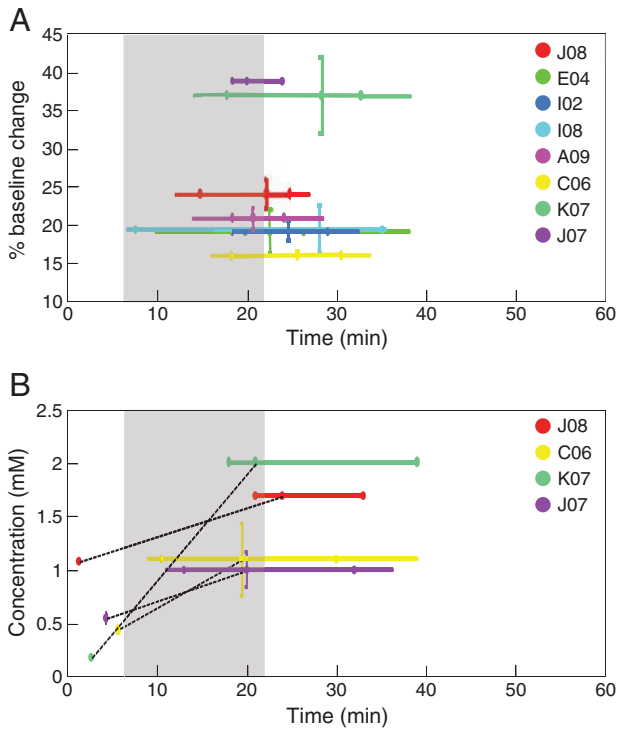 A
% baseline change
45
40
35
30
25
20
15
10
0
10
20
30
40
50
60
Time (min)
J08
E04
I02
I08
A09
C06
K07
J07
B
Concentration (mM)
2.5
2
1.5
1
0.5
0
0
10
20
30
40
50
60
Time (min)
J08
C06
K07
J07